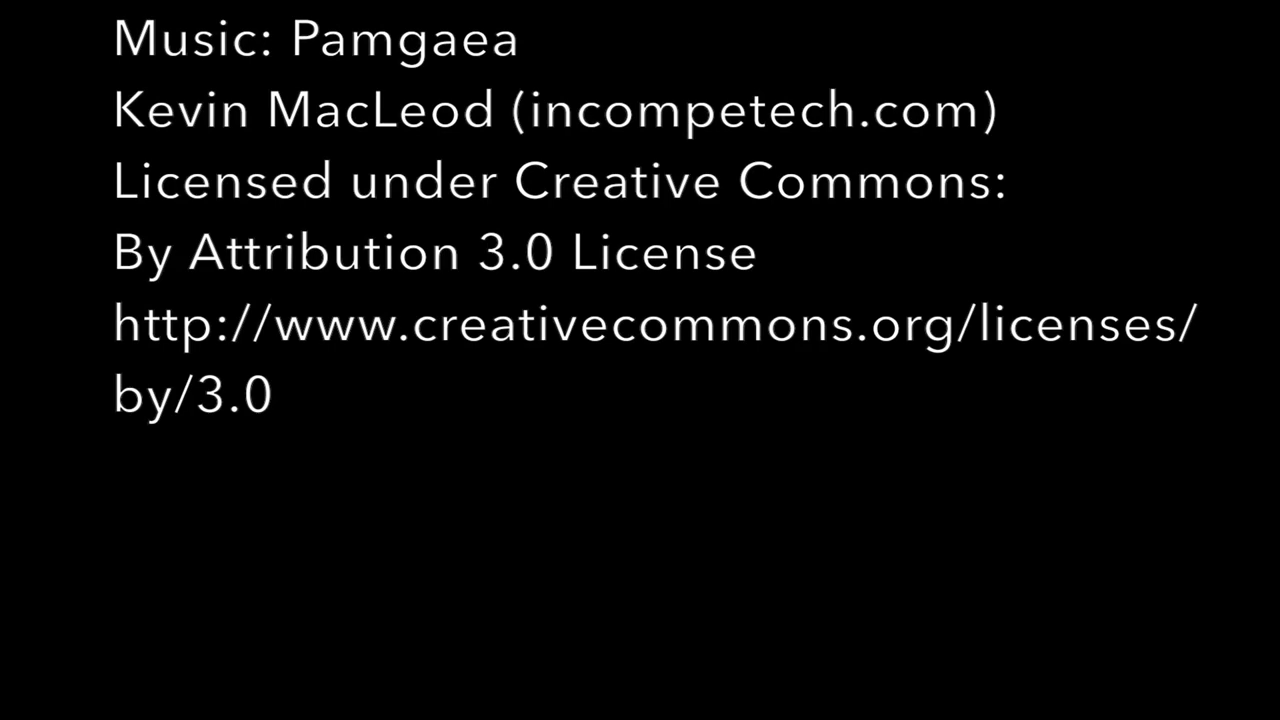 Music: Pamgaea
Kevin MacLeod (incompetech.com)
Licensed under Creative Commons:
By Attribution 3.0 License
http://www.creativecommons.org/licenses/
by/3.0